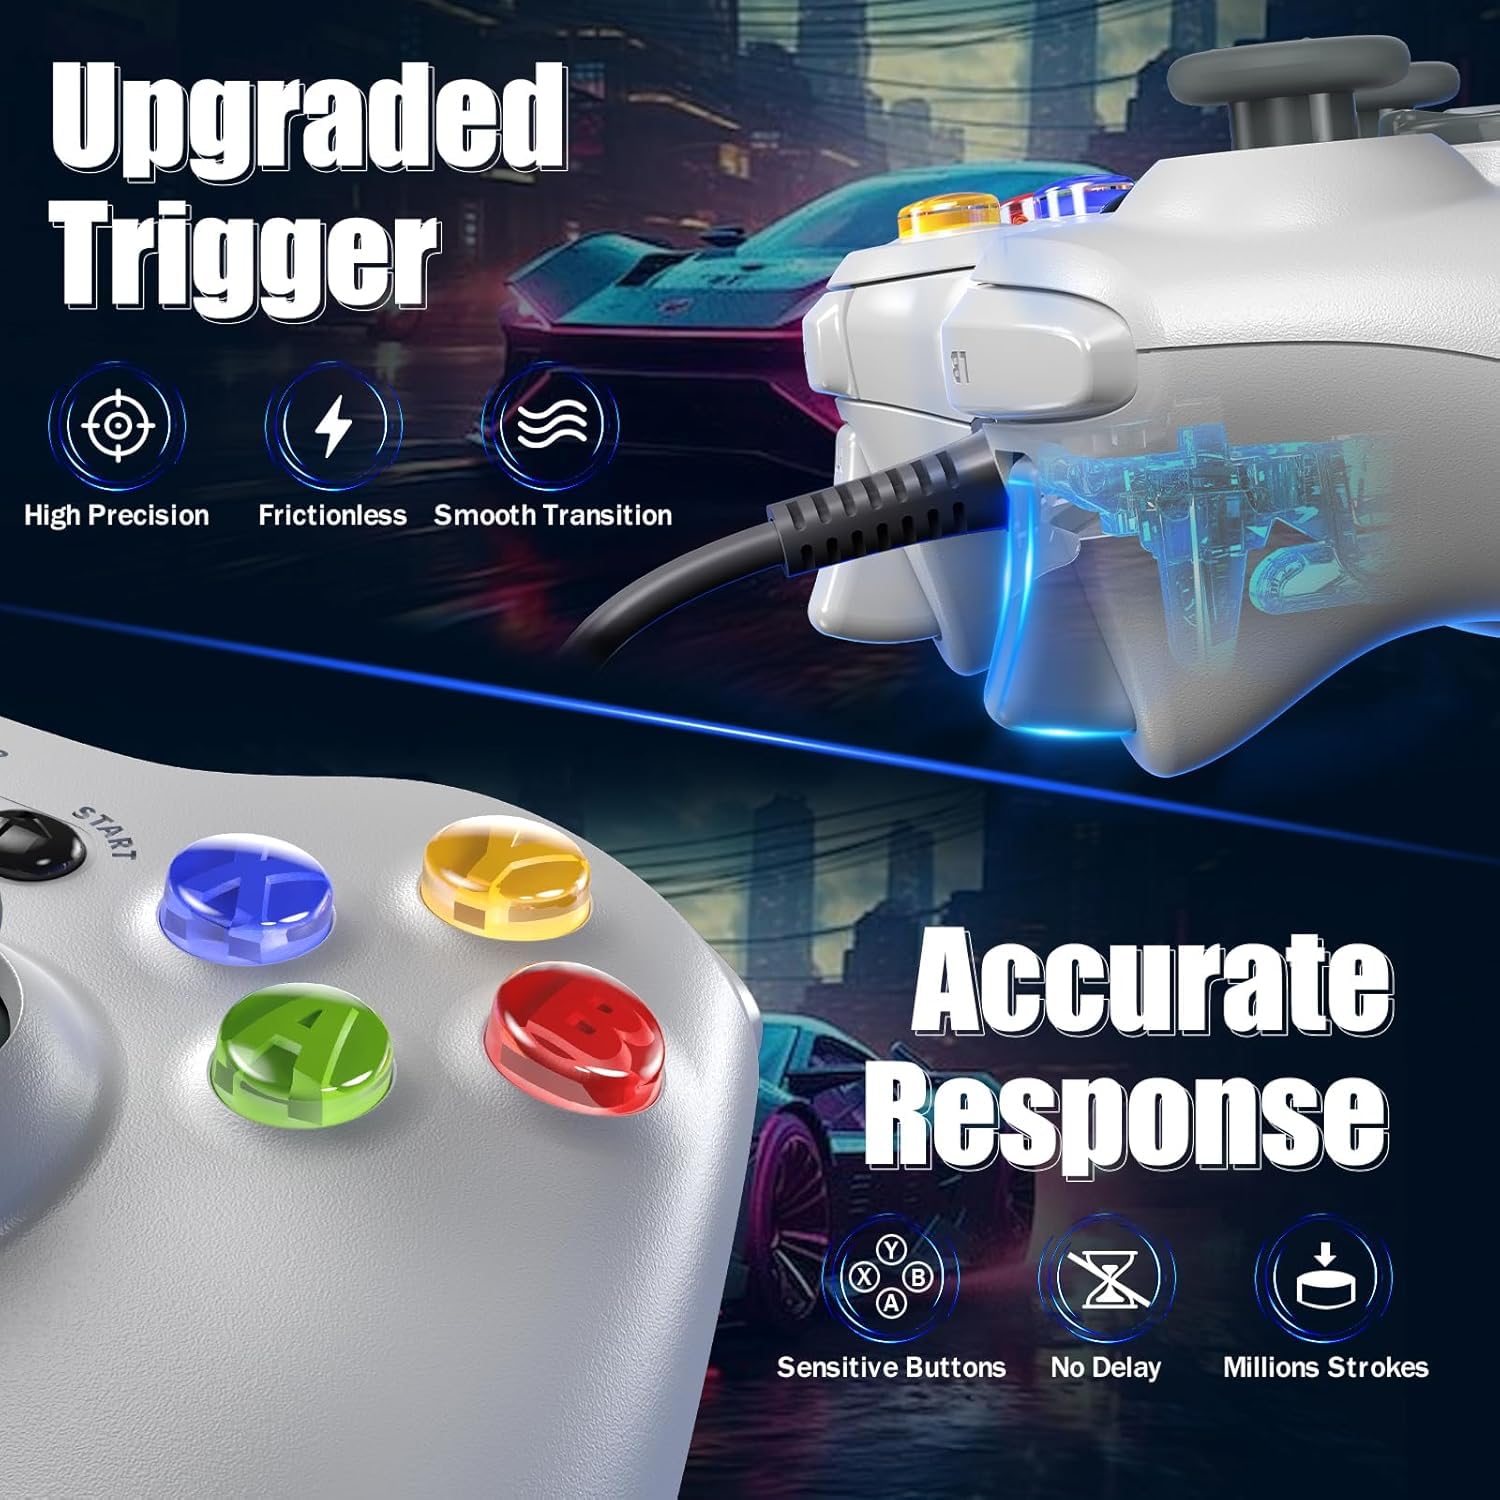 Upgraded
Trigger
High Precision
Frictionless
Smooth Transition
START
X
Y
A
B
Accurate
Response
Y
X
B
A
Sensitive Buttons
No Delay
Millions Strokes